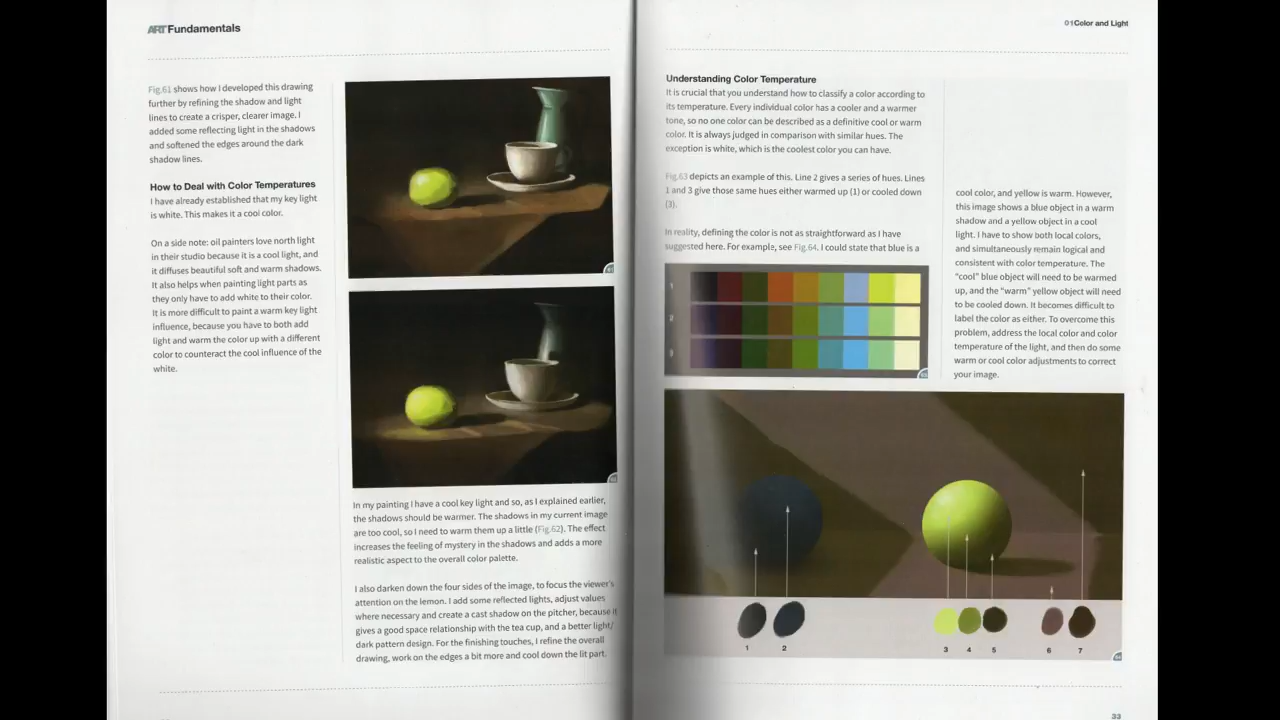 ARTFundamentals
Fig.61 shows how I developed this drawing
further by refining the shadow and light
lines to create a crisper, clearer image. I
added some reflecting light in the shadows
and softened the edges around the dark
shadow lines.
How to Deal with Color Temperatures
I have already established that my key light
is white. This makes it a cool color.
On a side note: oil painters love north light
in their studio because it is a cool light, and
it diffuses beautiful soft and warm shadows.
It also helps when painting light parts as
they only have to add white to their color.
It is more difficult to paint a warm key light
influence, because you have to both add
light and warm the color up with a different
color to counteract the cool influence of the
white.
In my painting I have a cool key light and so, as I explained earlier,
the shadows should be warmer. The shadows in my current image
are too cool, so I need to warm them up a little (Fig.62). The effect
increases the feeling of mystery in the shadows and adds a more
realistic aspect to the overall color palette.
I also darken down the four sides of the image, to focus the viewer's
attention on the lemon. I add some reflected lights, adjust values
where necessary and create a cast shadow on the pitcher, because it
gives a good space relationship with the tea cup, and a better light/
dark pattern design. For the finishing touches, I refine the overall
drawing, work on the edges a bit more and cool down the lit part.
01Color and Light
Understanding Color Temperature
It is crucial that you understand how to classify a color according to
its temperature. Every individual color has a cooler and a warmer
tone, so no one color can be described as a definitive cool or warm
color. It is always judged in comparison with similar hues. The
exception is white, which is the coolest color you can have.
Fig.63 depicts an example of this. Line 2 gives a series of hues. Lines
1 and 3 give those same hues either warmed up (1) or cooled down
(3).
In reality, defining the color is not as straightforward as I have
suggested here. For example, see Fig.64. I could state that blue is a
1
2
3
cool color, and yellow is warm. However,
this image shows a blue object in a warm
shadow and a yellow object in a cool
light. I have to show both local colors,
and simultaneously remain logical and
consistent with color temperature. The
"cool" blue object will need to be warmed
up, and the "warm" yellow object will need
to be cooled down. It becomes difficult to
label the color as either. To overcome this
problem, address the local color and color
temperature of the light, and then do some
warm or cool color adjustments to correct
your image.
1 2 3 4 5 6 7
33